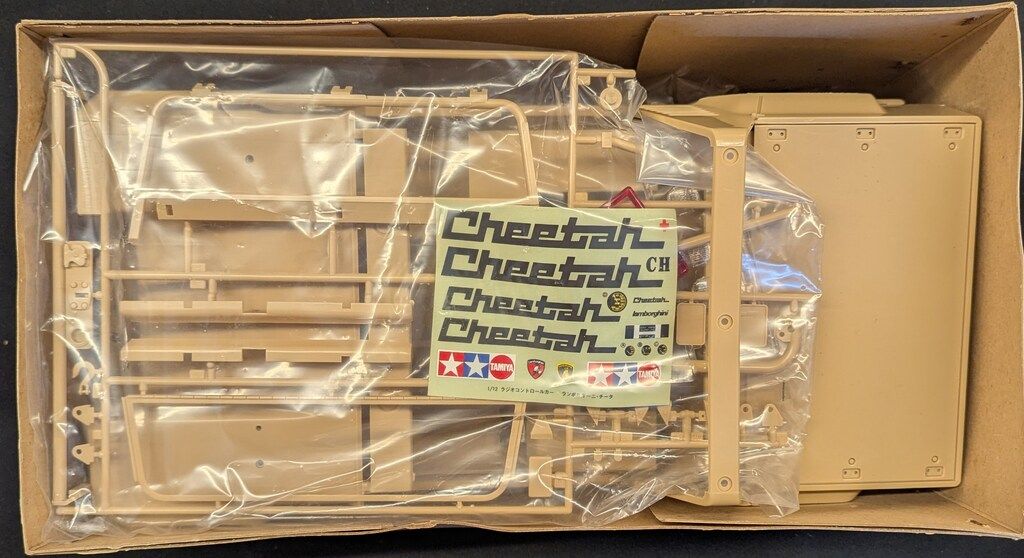 Cheetah
Cheetah CH
Cheetah Cheetah
lamborghini
Cheetah
TAMIYA TAMIYA
1/12 ラジオコントロールカー ランボルギーニ・チータ